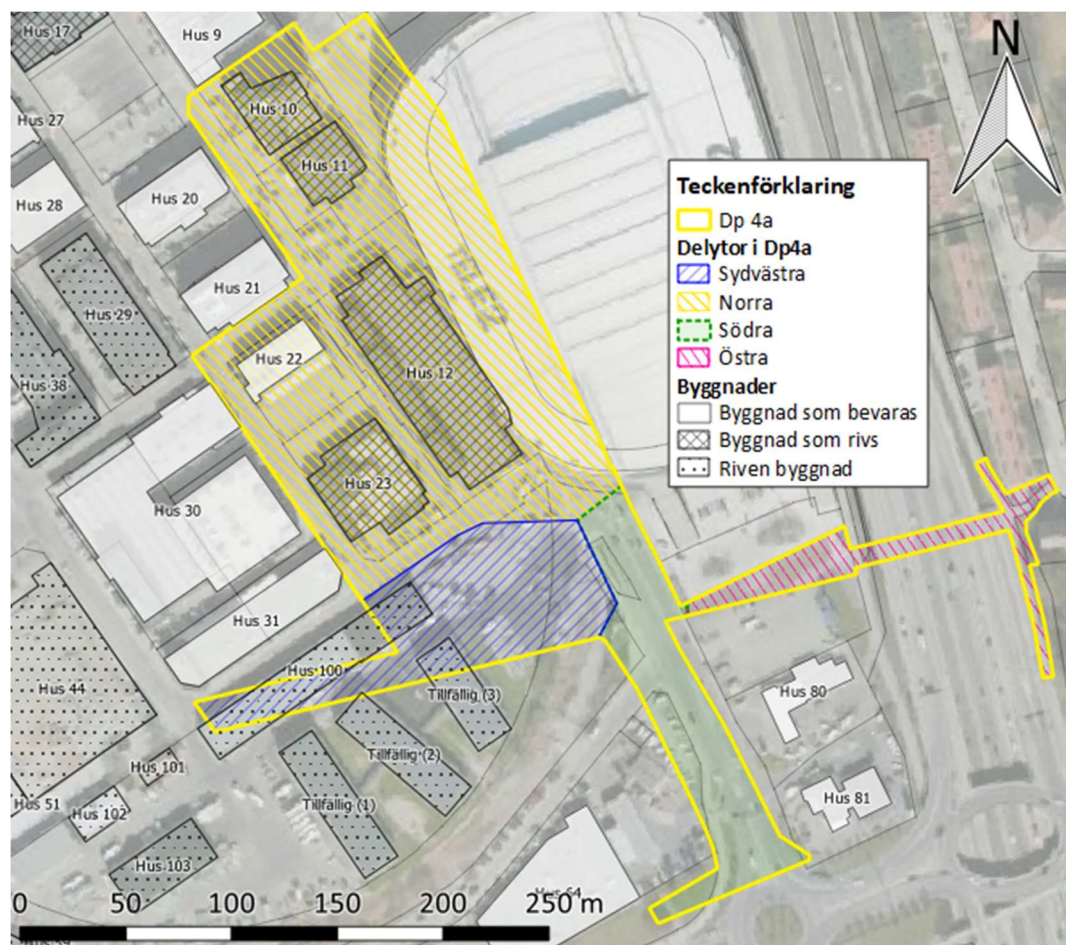 Hus 17
Hus 9
N
Hus 10
Hus 27
Hus 11
Hus 20
Hus 28
Hus 21
Hus 29
Hus 22
Hus 38
Hus 12
Hus 23
Hus 30
Hus 31
Hus 100
Hus 44
Tillfällig (3)
Tillfällig (2)
Hus 80
Hus 101
Hus 81
Hus 51
Hus 102
Tillfällig (1)
Hus 103
Hus 64
Teckenförklaring
Dp 4a
Delytor i Dp4a
Sydvästra
Norra
Södra
Östra
Byggnader
Byggnad som bevaras
Byggnad som rivs
Riven byggnad
0 50 100 150 200 250 m